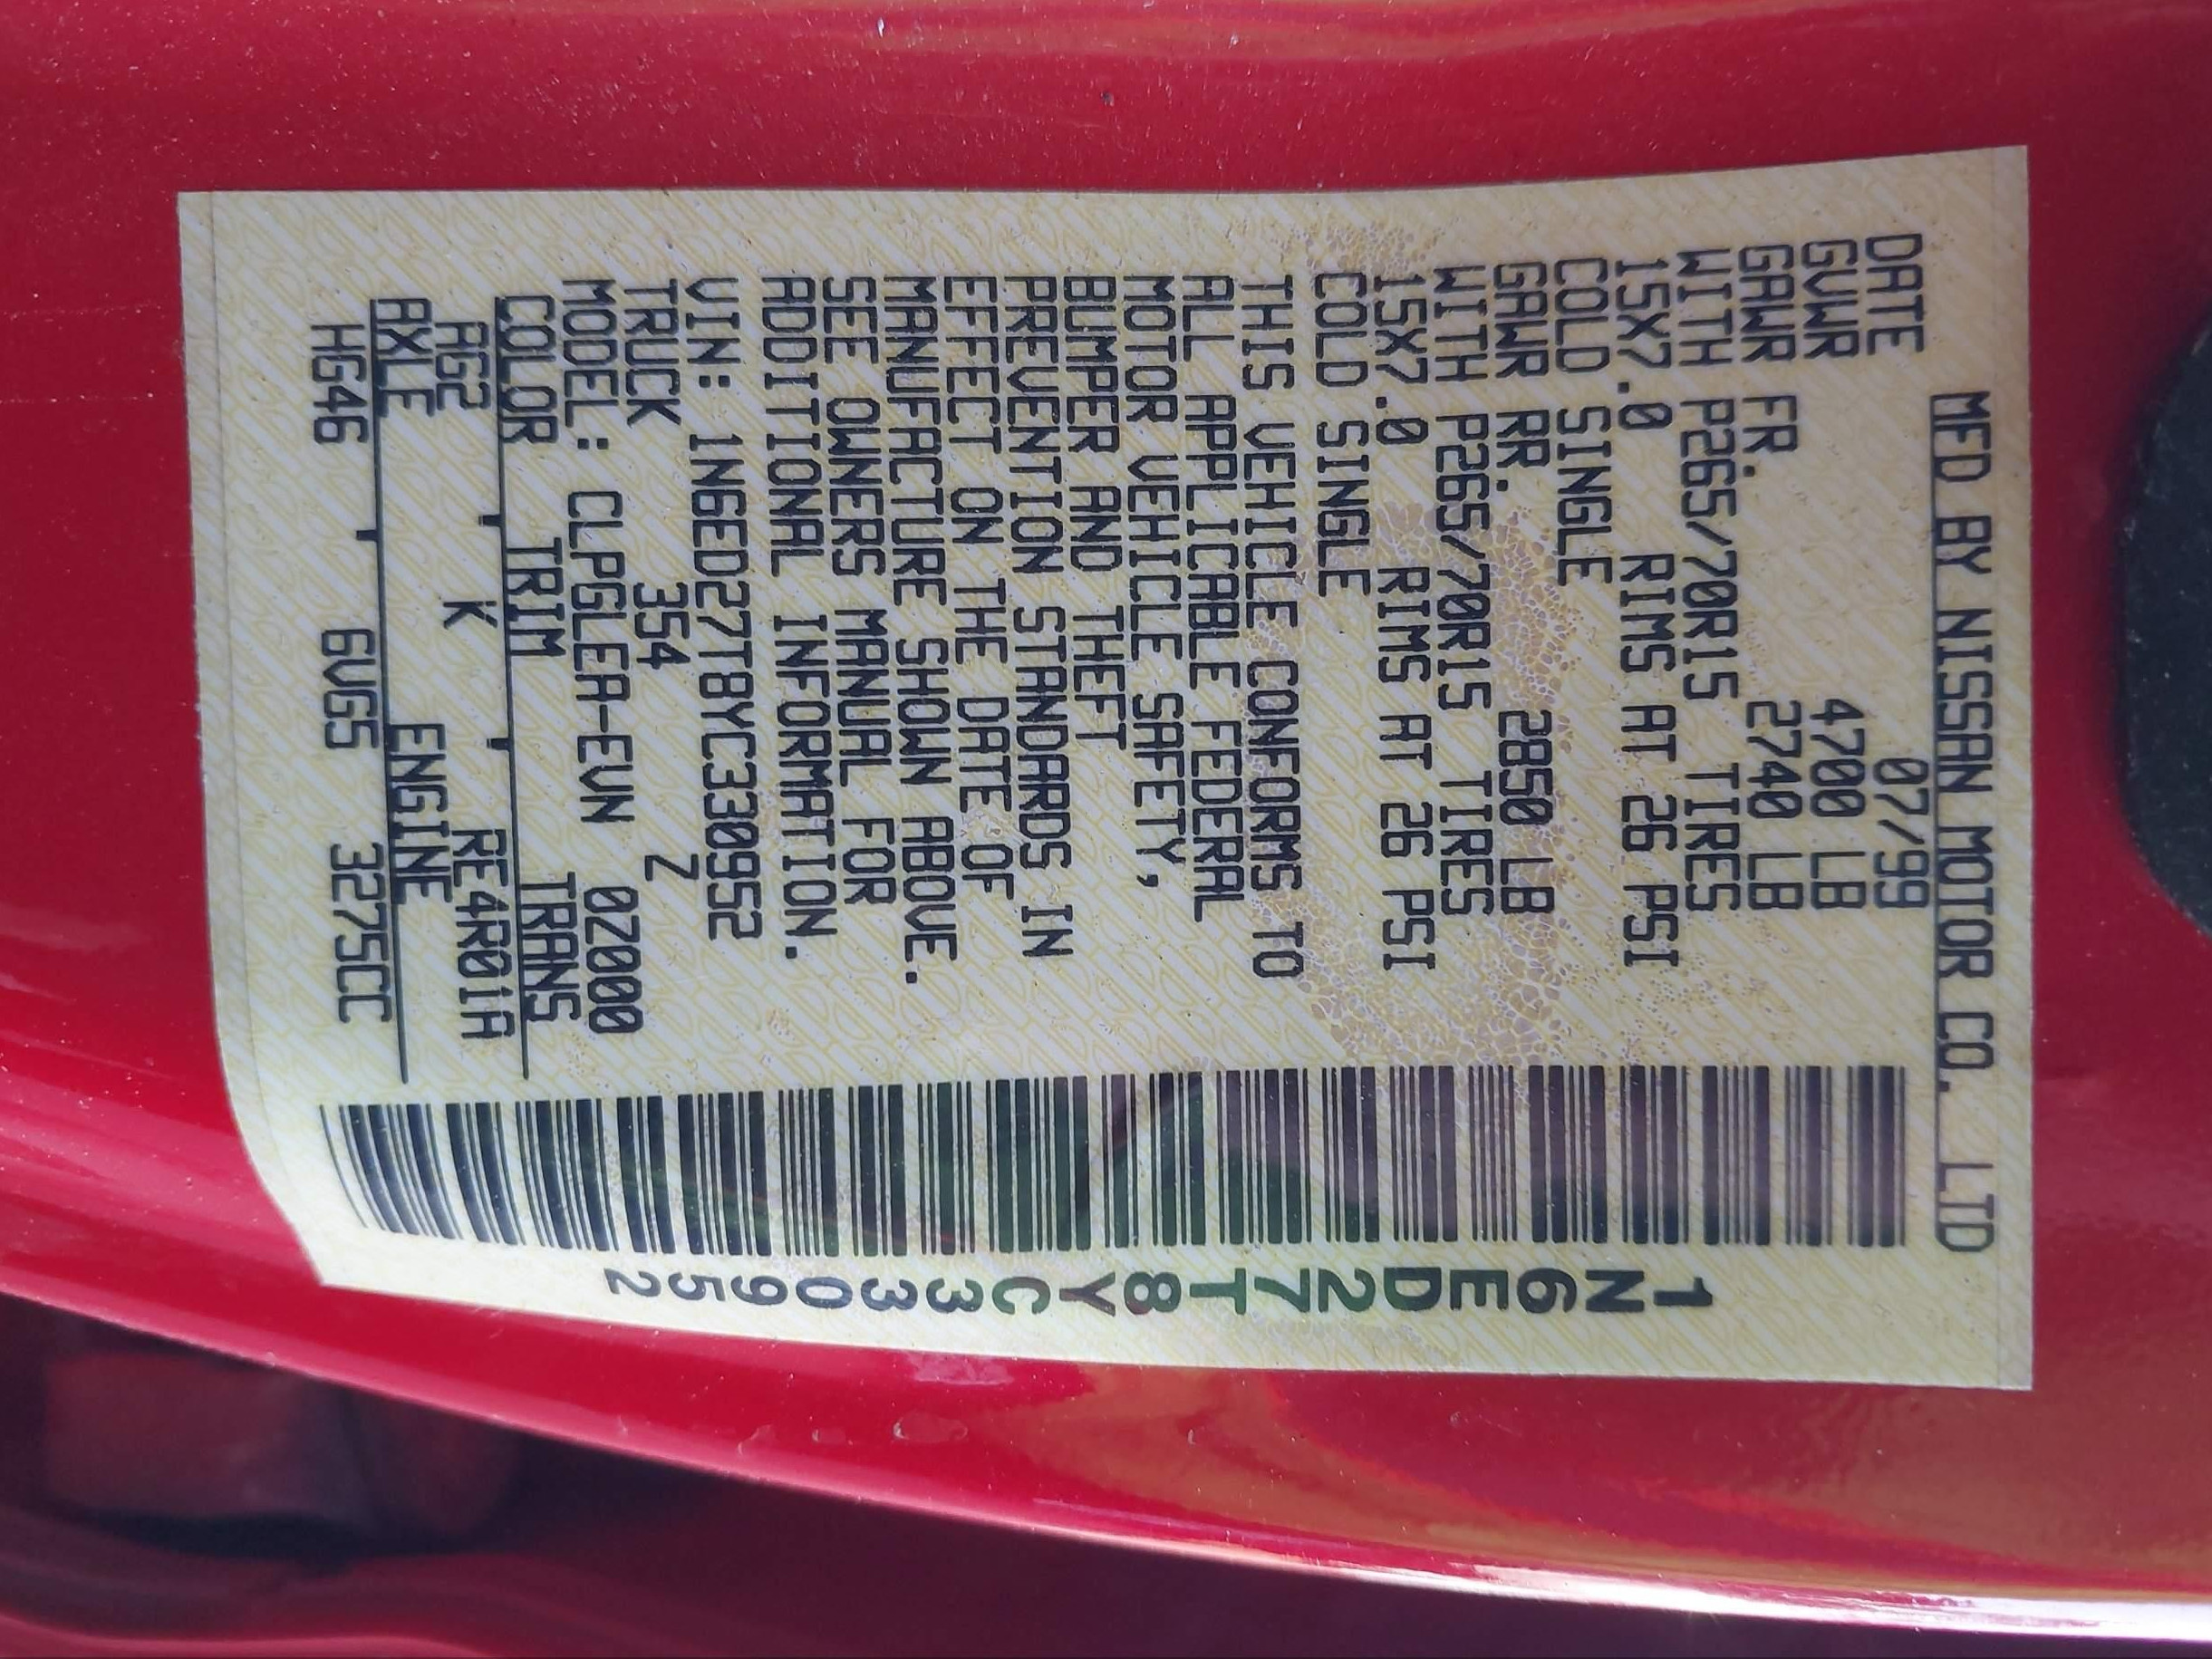 MFD BY NISSAN MOTOR CO. LTD
DATE 07/99
GVWR 4700 LB
GAWR FR. 2740 LB
WITH P265/70R15 TIRES
15X7.0 RIMS AT 26 PSI
COLD SINGLE
GAWR RR. 2850 LB
WITH P265/70R15 TIRES
15X7.0 RIMS AT 26 PSI
COLD SINGLE
THIS VEHICLE CONFORMS TO
ALL APPLICABLE FEDERAL
MOTOR VEHICLE SAFETY,
BUMPER AND THEFT
PREVENTION STANDARDS IN
EFFECT ON THE DATE OF
MANUFACTURE SHOWN ABOVE.
SEE OWNERS MANUAL FOR
ADDITIONAL INFORMATION.
VIN: 1N6ED27T8YC330952
TRUCK 354 Z
MODEL: CLPGLEA-EVN 0Z000
COLOR TRIM TRANS
AG2 K RE4R01A
AXLE ENGINE
HG46 6VG5 3275CC
1N6ED27T8YC330952